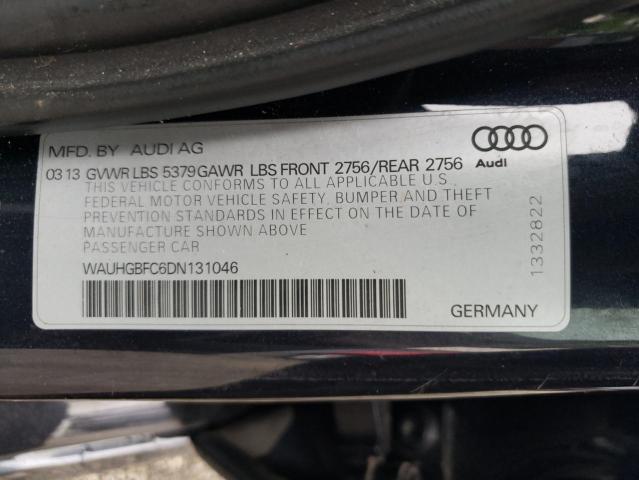 MFD. BY AUDI AG
03 13 GVWR LBS 5379 GAWR LBS FRONT 2756/REAR 2756
Audi
THIS VEHICLE CONFORMS TO ALL APPLICABLE U.S.
FEDERAL MOTOR VEHICLE SAFETY, BUMPER AND THEFT
PREVENTION STANDARDS IN EFFECT ON THE DATE OF
MANUFACTURE SHOWN ABOVE
PASSENGER CAR
WAUHGBFC6DN131046
GERMANY
1332822